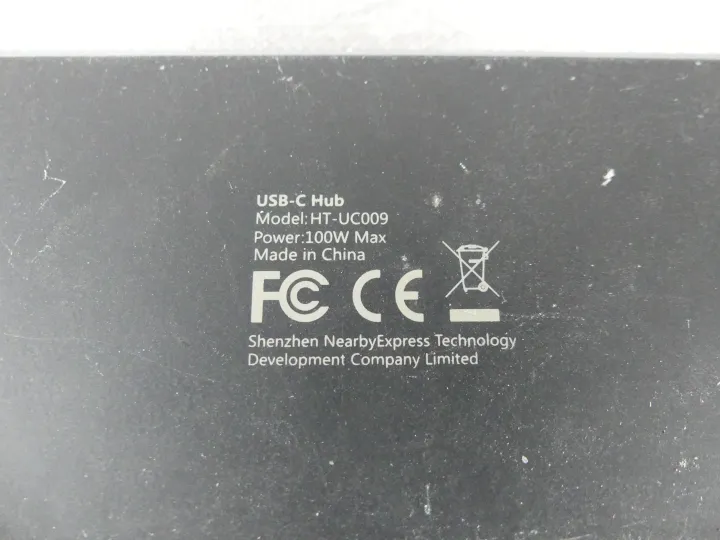 USB-C Hub
Model:HT-UC009
Power:100W Max
Made in China
FC CE
Shenzhen NearbyExpress Technology
Development Company Limited